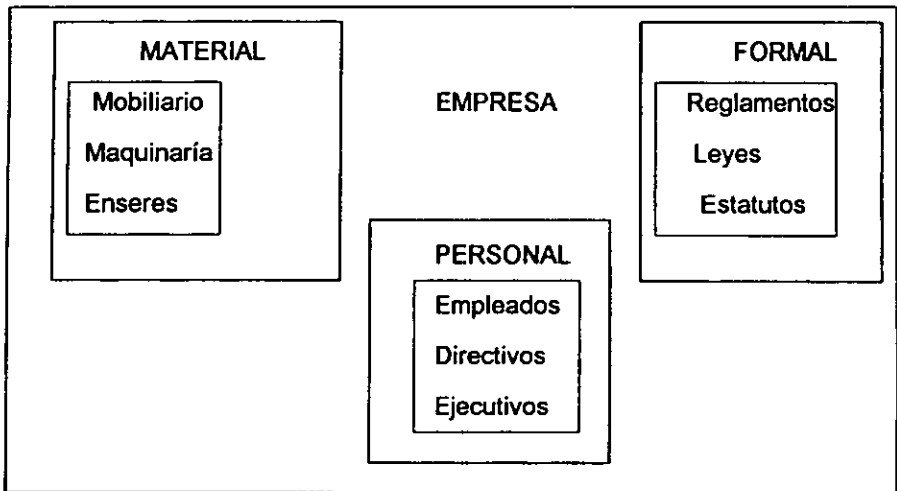 MATERIAL
Mobiliario
Maquinaría
Enseres
EMPRESA
FORMAL
Reglamentos
Leyes
Estatutos
PERSONAL
Empleados
Directivos
Ejecutivos